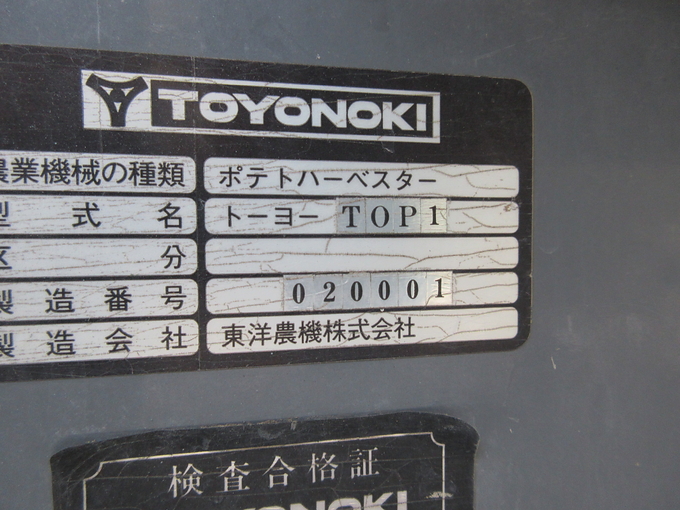 TOYONOKI
農業機械の種類 ポテトハーベスター
型式名 トーヨー TOP1
区分
製造番号 020001
製造会社 東洋農機株式会社
検査合格証
TOYONOKI